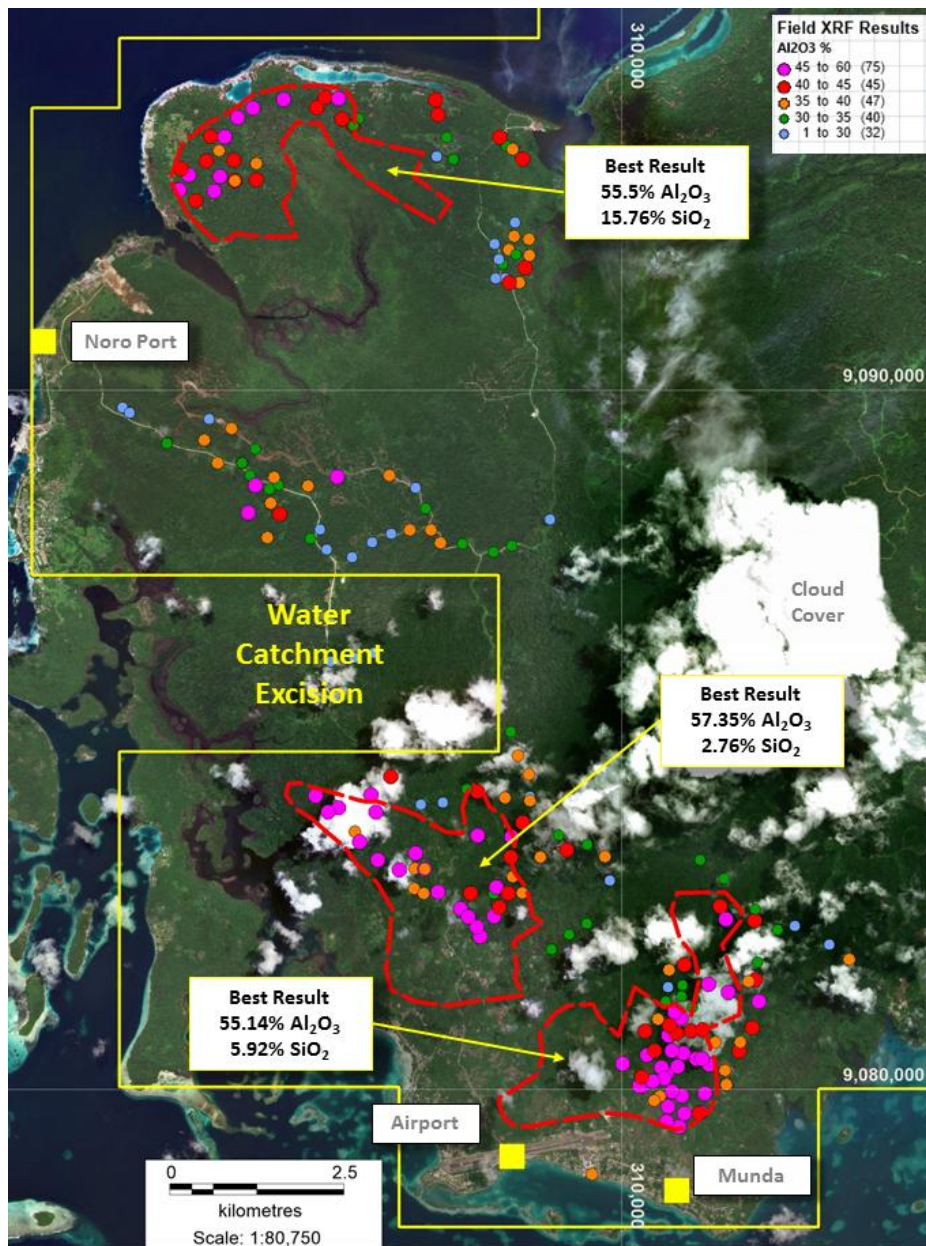 Field XRF Results
Al2O3 %
45 to 60 (75)
40 to 45 (45)
35 to 40 (47)
30 to 35 (40)
1 to 30 (32)
310,000
Best Result
55.5% Al₂O₃
15.76% SiO₂
Noro Port
9,090,000
Cloud
Cover
Water
Catchment
Excision
Best Result
57.35% Al₂O₃
2.76% SiO₂
Best Result
55.14% Al₂O₃
5.92% SiO₂
9,080,000
Airport
Munda
310,000
0 2.5
kilometres
Scale: 1:80,750